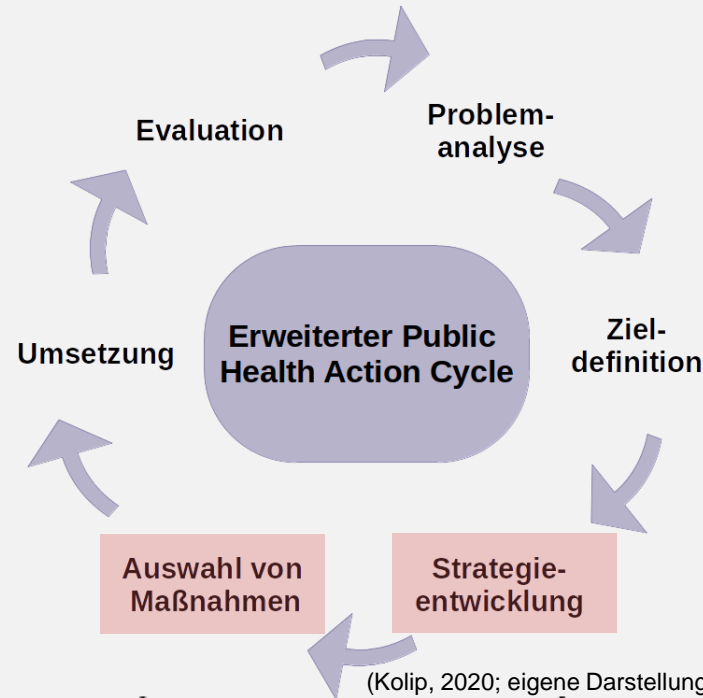 Evaluation
Problem-
analyse
Erweiterter Public
Health Action Cycle
Umsetzung
Ziel-
definition
Auswahl von
Maßnahmen
Strategie-
entwicklung
(Kolip, 2020; eigene Darstellung